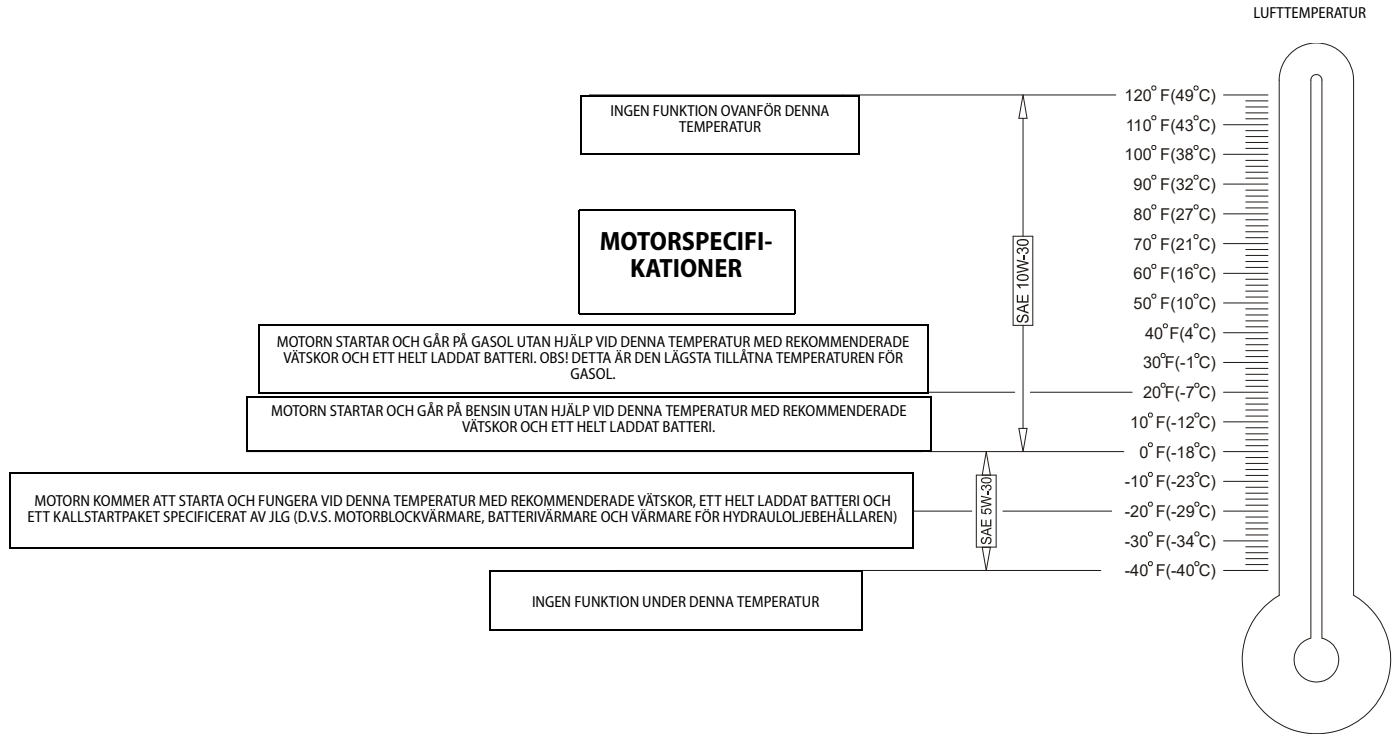 LUFTTEMPERATUR
INGEN FUNKTION OVANFÖR DENNA
TEMPERATUR
MOTORSPECIFI-
KATIONER
MOTORN STARTAR OCH GÅR PÅ GASOL UTAN HJÄLP VID DENNA TEMPERATUR MED REKOMMENDERADE
VÄTSKOR OCH ETT HELT LADDAT BATTERI. OBS! DETTA ÄR DEN LÄGSTA TILLÅTNA TEMPERATUREN FÖR
GASOL.
MOTORN STARTAR OCH GÅR PÅ BENSIN UTAN HJÄLP VID DENNA TEMPERATUR MED REKOMMENDERADE
VÄTSKOR OCH ETT HELT LADDAT BATTERI.
MOTORN KOMMER ATT STARTA OCH FUNGERA VID DENNA TEMPERATUR MED REKOMMENDERADE VÄTSKOR, ETT HELT LADDAT BATTERI OCH
ETT KALLSTARTPAKET SPECIFICERAT AV JLG (D.V.S. MOTORBLOCKVÄRMARE, BATTERIVÄRMARE OCH VÄRMARE FÖR HYDRAULOLJEBEHÅLLAREN)
INGEN FUNKTION UNDER DENNA TEMPERATUR
SAE 10W-30
SAE 5W-30
120° F(49°C)
110° F(43°C)
100° F(38°C)
90° F(32°C)
80° F(27°C)
70° F(21°C)
60° F(16°C)
50° F(10°C)
40°F(4°C)
30°F(-1°C)
20°F(-7°C)
10°F(-12°C)
0° F(-18°C)
-10° F(-23°C)
-20° F(-29°C)
-30° F(-34°C)
-40° F(-40°C)